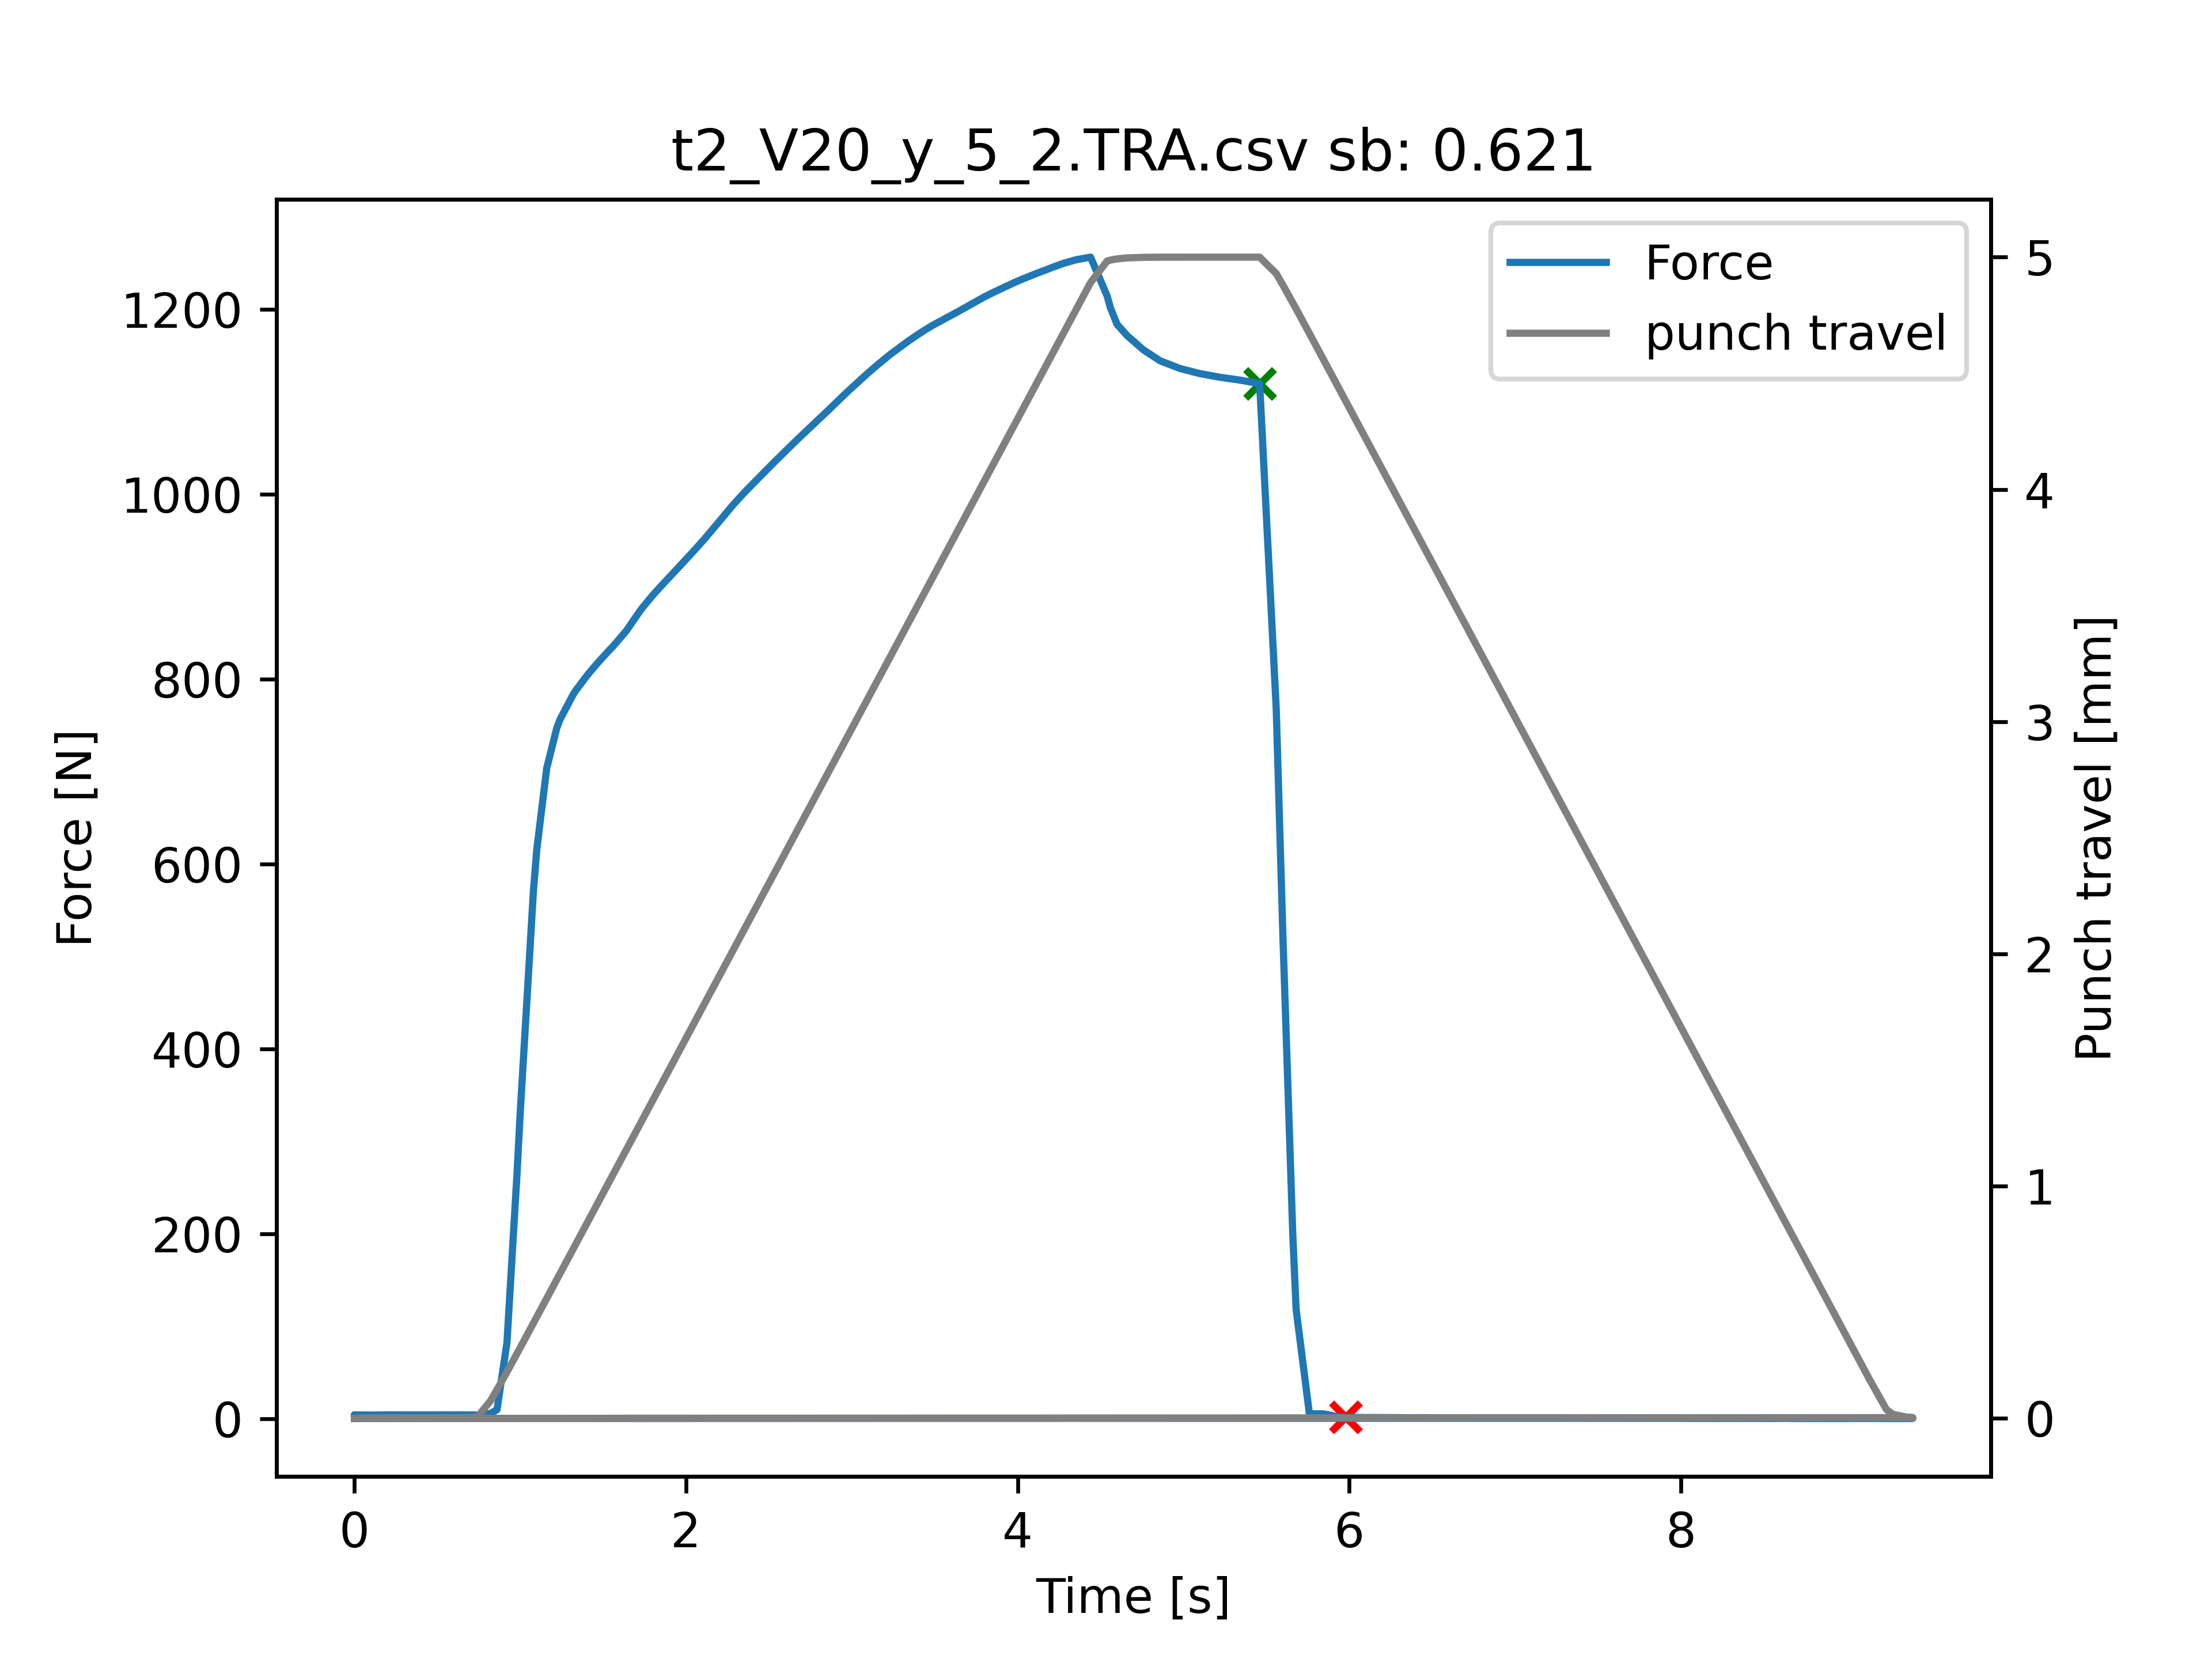 t2_V20_y_5_2.TRA.csv sb: 0.621
Force
punch travel
1200
1000
800
600
400
200
0
Force [N]
5
4
3
2
1
0
Punch travel [mm]
0 2 4 6 8
Time [s]